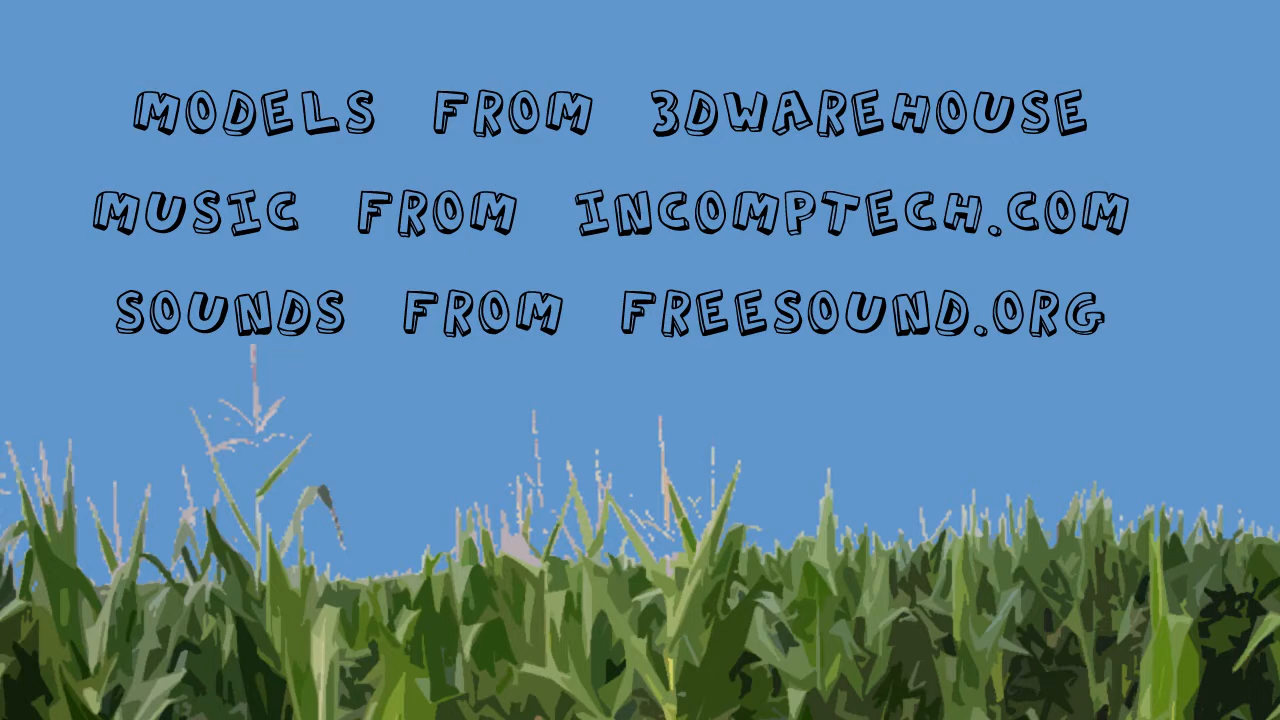 MODELS FROM 3DWAREHOUSE
MUSIC FROM INCOMPTECH.COM
SOUNDS FROM FREESOUND.ORG